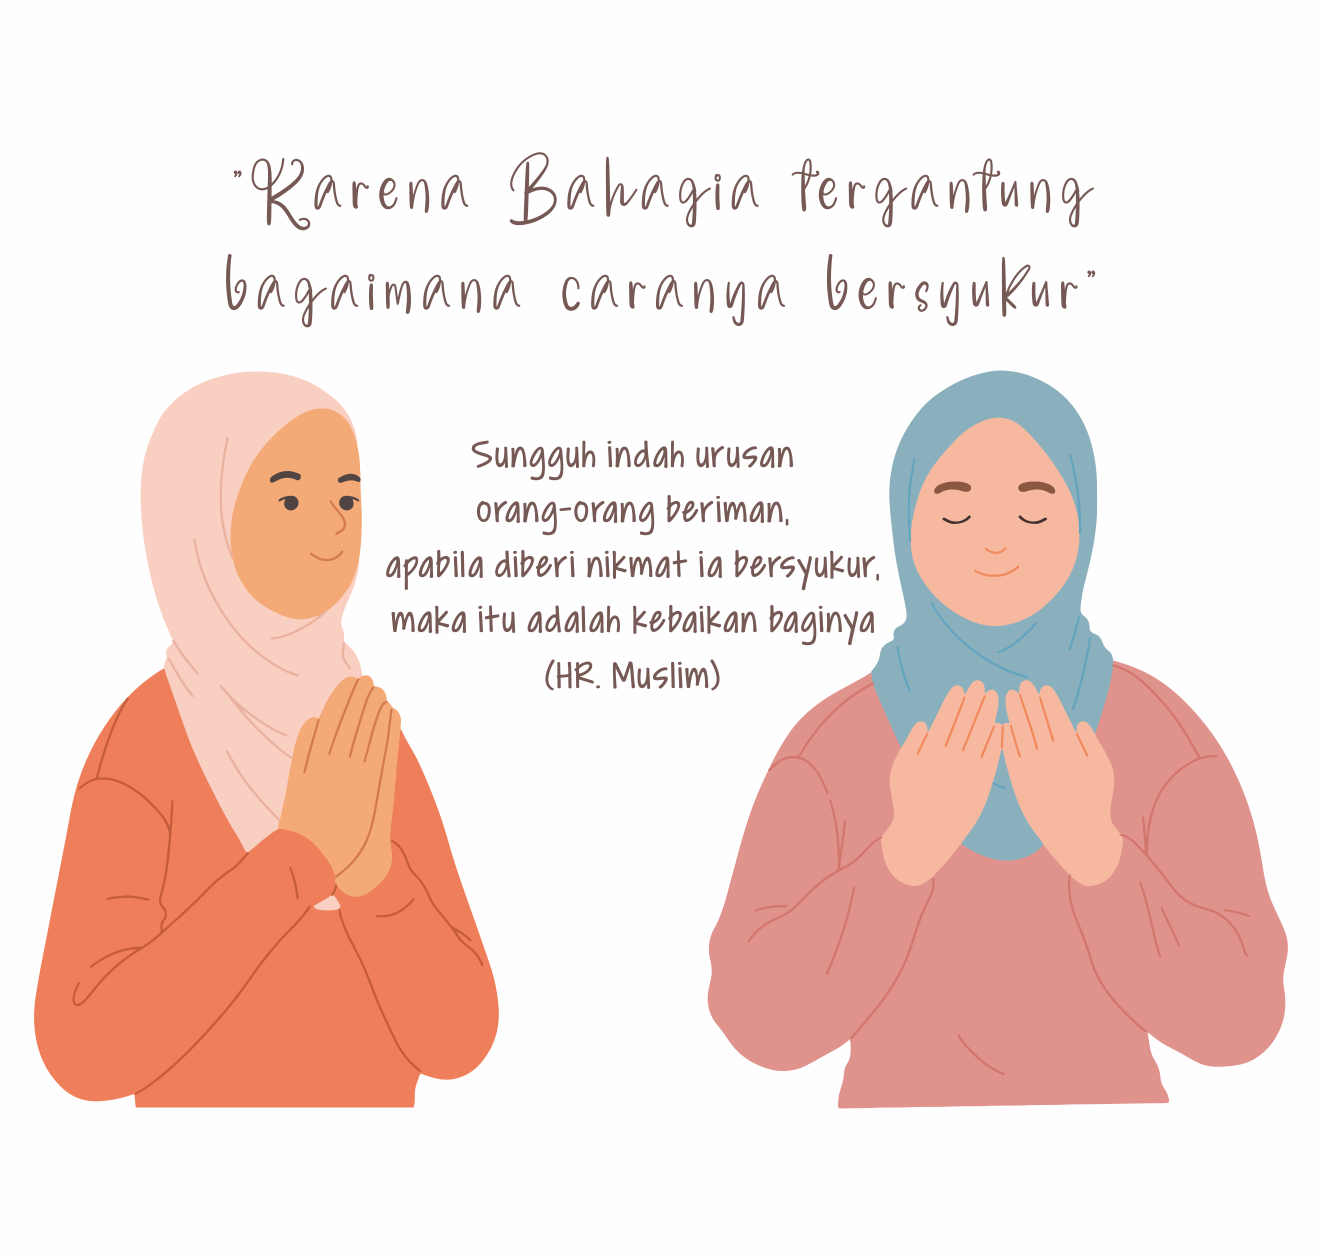 "Karena Bahagia tergantung
bagaimana caranya bersyukur"
Sungguh indah urusan
orang-orang beriman,
apabila diberi nikmat ia bersyukur,
maka itu adalah kebaikan baginya
(HR. Muslim)